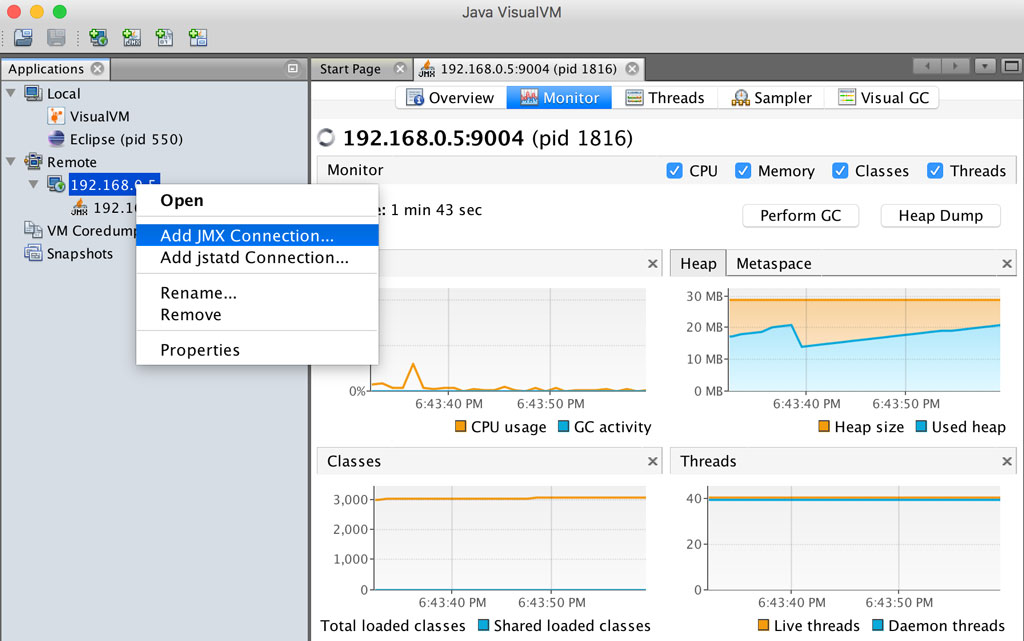 Java VisualVM
Applications
Start Page
JMX 192.168.0.5:9004 (pid 1816)
Local
VisualVM
Eclipse (pid 550)
Remote
192.168.0.5
JMX 192.1
VM Coredump
Snapshots
Open
Add JMX Connection...
Add jstatd Connection...
Rename...
Remove
Properties
Overview
Monitor
Threads
Sampler
Visual GC
192.168.0.5:9004 (pid 1816)
Monitor
CPU
Memory
Classes
Threads
e: 1 min 43 sec
Perform GC
Heap Dump
0%
6:43:40 PM
6:43:50 PM
CPU usage
GC activity
Heap
Metaspace
30 MB
20 MB
10 MB
0 MB
6:43:40 PM
6:43:50 PM
Heap size
Used heap
Classes
3,000
2,000
1,000
0
6:43:40 PM
6:43:50 PM
Total loaded classes
Shared loaded classes
Threads
40
20
0
6:43:40 PM
6:43:50 PM
Live threads
Daemon threads